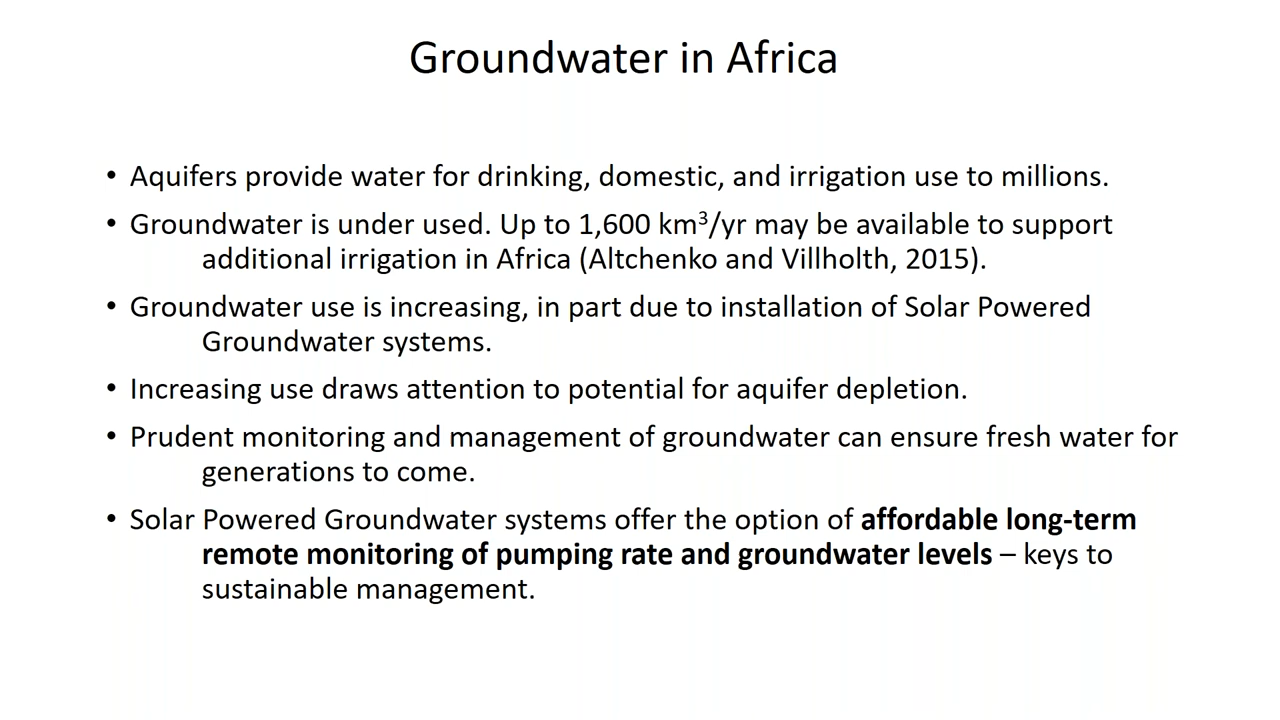 Groundwater in Africa
• Aquifers provide water for drinking, domestic, and irrigation use to millions.
• Groundwater is under used. Up to 1,600 km³/yr may be available to support
additional irrigation in Africa (Altchenko and Villholth, 2015).
• Groundwater use is increasing, in part due to installation of Solar Powered
Groundwater systems.
• Increasing use draws attention to potential for aquifer depletion.
• Prudent monitoring and management of groundwater can ensure fresh water for
generations to come.
• Solar Powered Groundwater systems offer the option of affordable long-term
remote monitoring of pumping rate and groundwater levels – keys to
sustainable management.